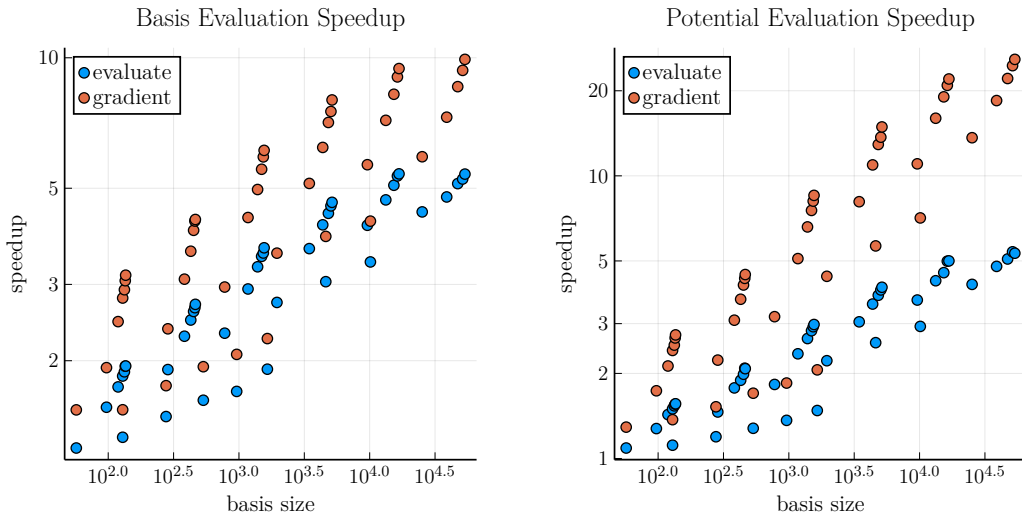 Basis Evaluation Speedup
evaluate
gradient
10
5
3
2
speedup
10^2.0
10^2.5
10^3.0
10^3.5
10^4.0
10^4.5
basis size
Potential Evaluation Speedup
evaluate
gradient
20
10
5
3
2
1
speedup
10^2.0
10^2.5
10^3.0
10^3.5
10^4.0
10^4.5
basis size